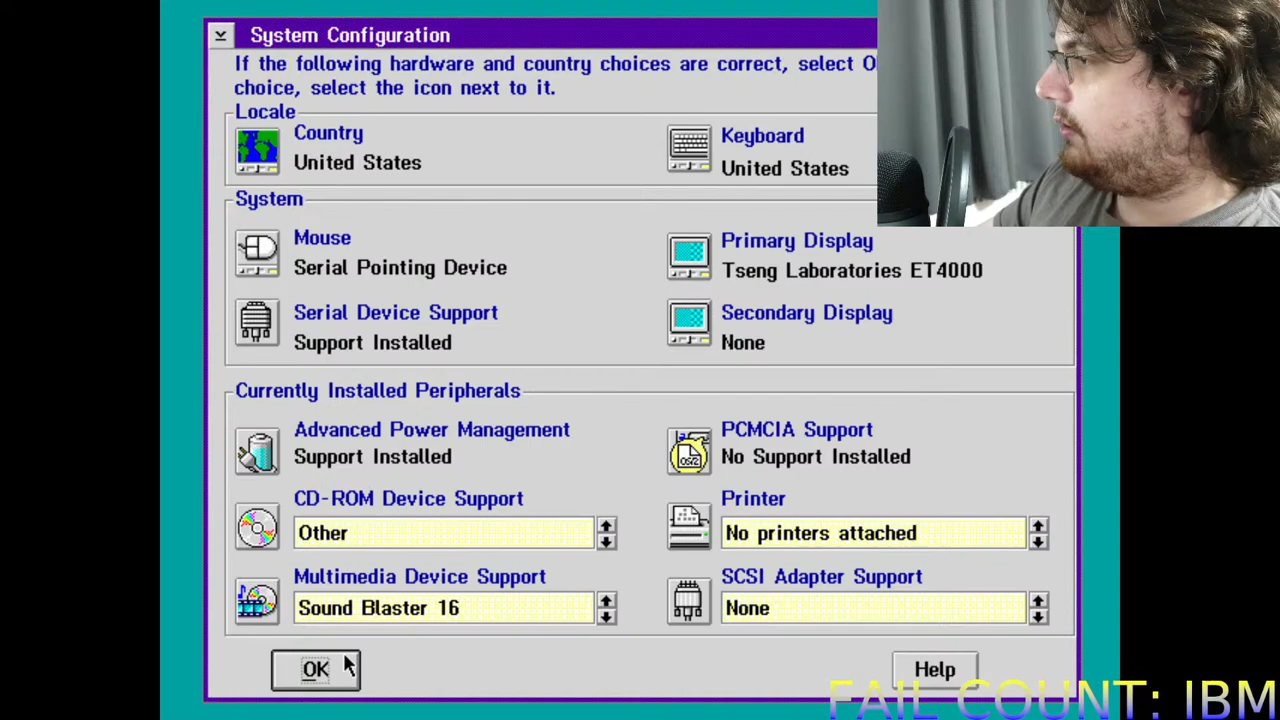 System Configuration
If the following hardware and country choices are correct, select O
choice, select the icon next to it.
Locale
Country
United States
Keyboard
United States
System
Mouse
Serial Pointing Device
Primary Display
Tseng Laboratories ET4000
Serial Device Support
Support Installed
Secondary Display
None
Currently Installed Peripherals
Advanced Power Management
Support Installed
PCMCIA Support
No Support Installed
CD-ROM Device Support
Other
Printer
No printers attached
Multimedia Device Support
Sound Blaster 16
SCSI Adapter Support
None
OK
Help
FAIL COUNT: IBM